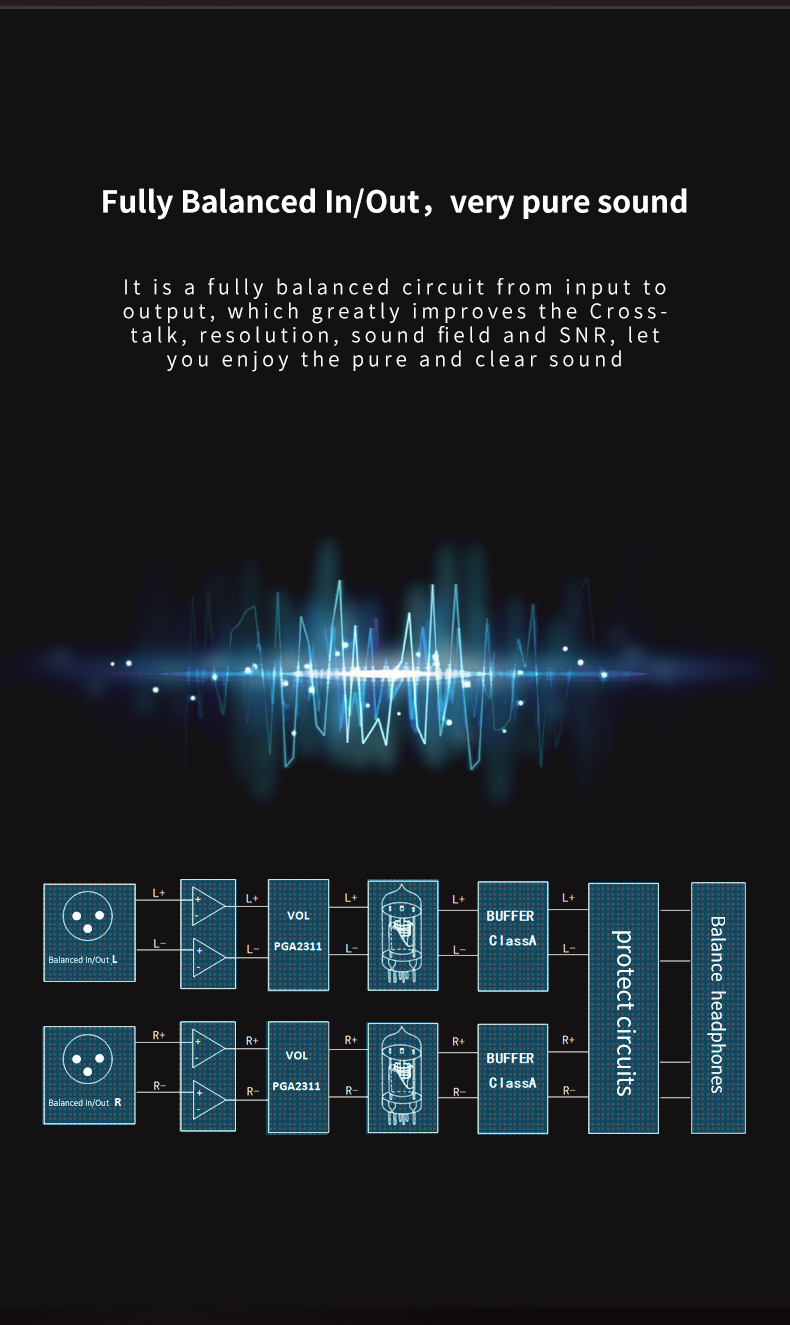 Fully Balanced In/Out，very pure sound
It is a fully balanced circuit from input to
output, which greatly improves the Cross-
talk, resolution, sound field and SNR, let
you enjoy the pure and clear sound
L+
L−
Balanced In/Out L
+
-
+
-
L+
L−
VOL
PGA2311
L+
L−
L+
L−
BUFFER
ClassA
L+
L−
R+
R−
Balanced In/Out R
+
-
+
-
R+
R−
VOL
PGA2311
R+
R−
R+
R−
BUFFER
ClassA
R+
R−
protect circuits
Balance headphones